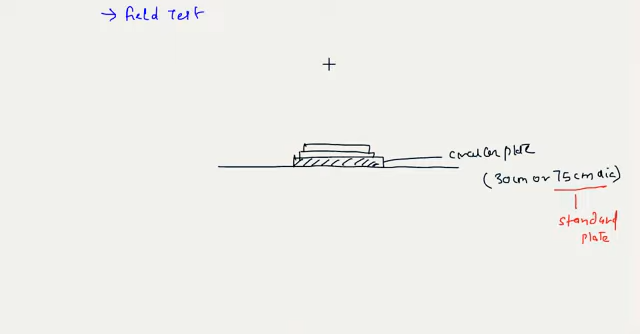 → field test
circular plate
(30cm or 75cm dia)
standard
plate